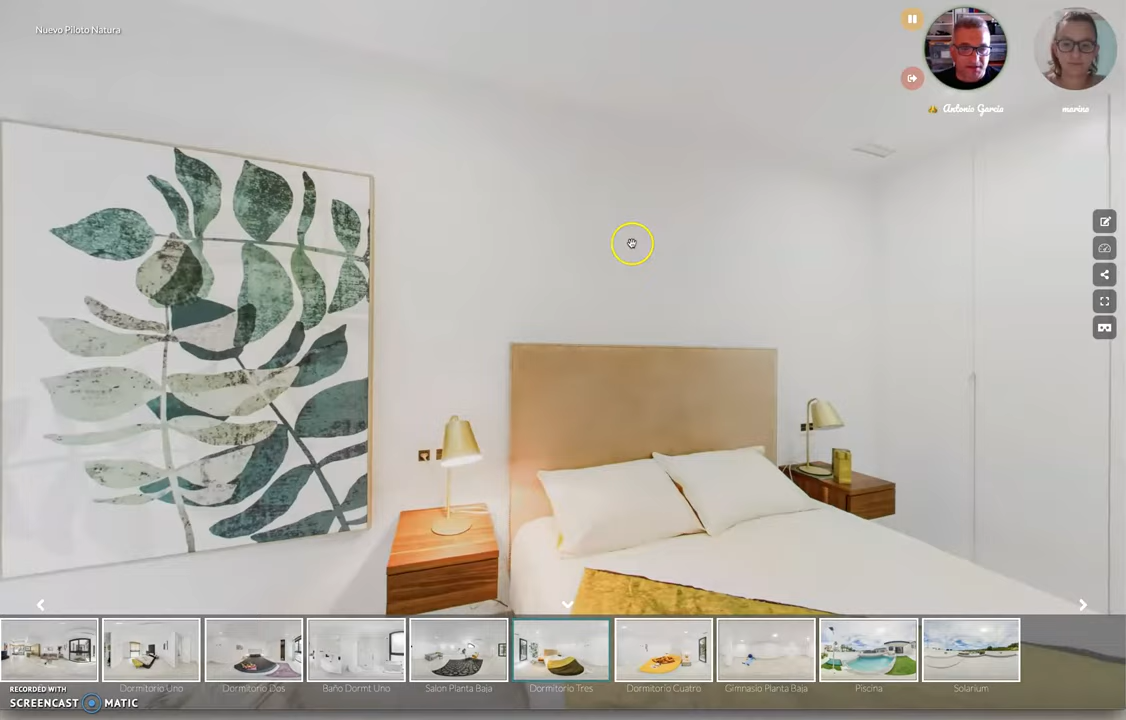 Nuevo Piloto Natura
Antonio García
marina
Dormitorio Uno
Dormitorio Dos
Baño Dormt Uno
Salon Planta Baja
Dormitorio Tres
Dormitorio Cuatro
Gimnasio Planta Baja
Piscina
Solarium
RECORDED WITH
SCREENCAST MATIC